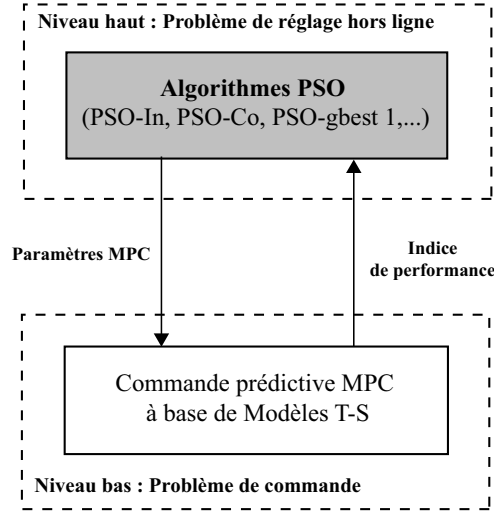 Niveau haut : Problème de réglage hors ligne
Algorithmes PSO
(PSO-In, PSO-Co, PSO-gbest 1,...)
Paramètres MPC
Indice
de performance
Commande prédictive MPC
à base de Modèles T-S
Niveau bas : Problème de commande